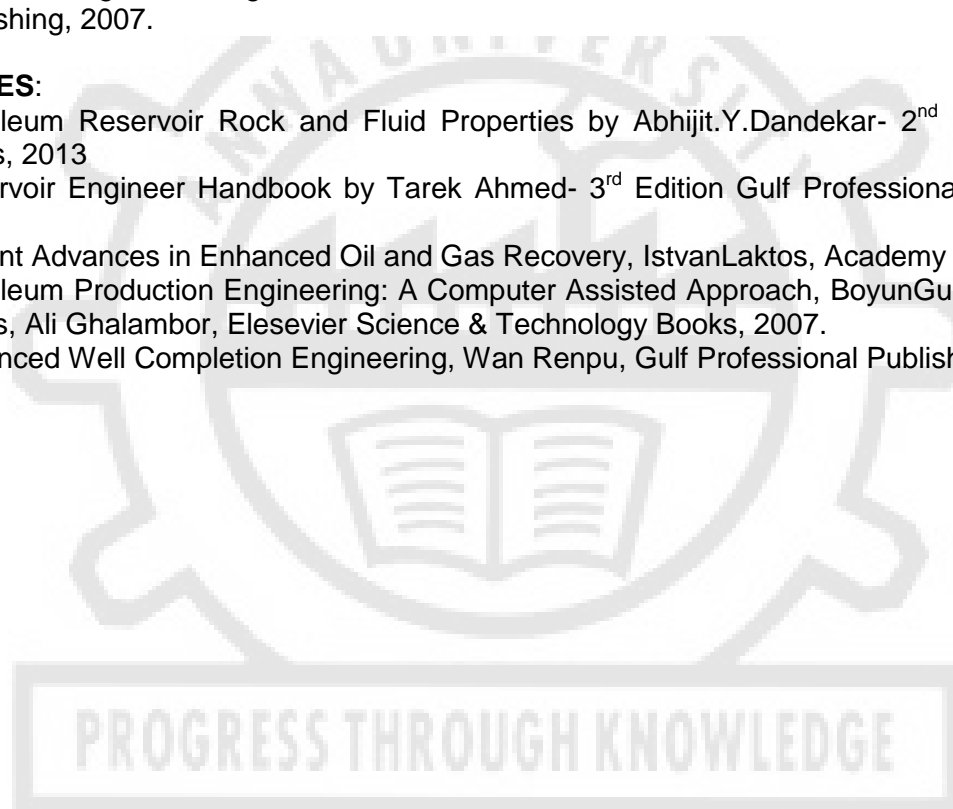 shing, 2007.
ES:
leum Reservoir Rock and Fluid Properties by Abhijit.Y.Dandekar- 2nd
s, 2013
rvoir Engineer Handbook by Tarek Ahmed- 3rd Edition Gulf Professiona
nt Advances in Enhanced Oil and Gas Recovery, IstvanLaktos, Academy
leum Production Engineering: A Computer Assisted Approach, BoyunGu
s, Ali Ghalambor, Elesevier Science & Technology Books, 2007.
nced Well Completion Engineering, Wan Renpu, Gulf Professional Publish
ANNA UNIVERSITY
PROGRESS THROUGH KNOWLEDGE